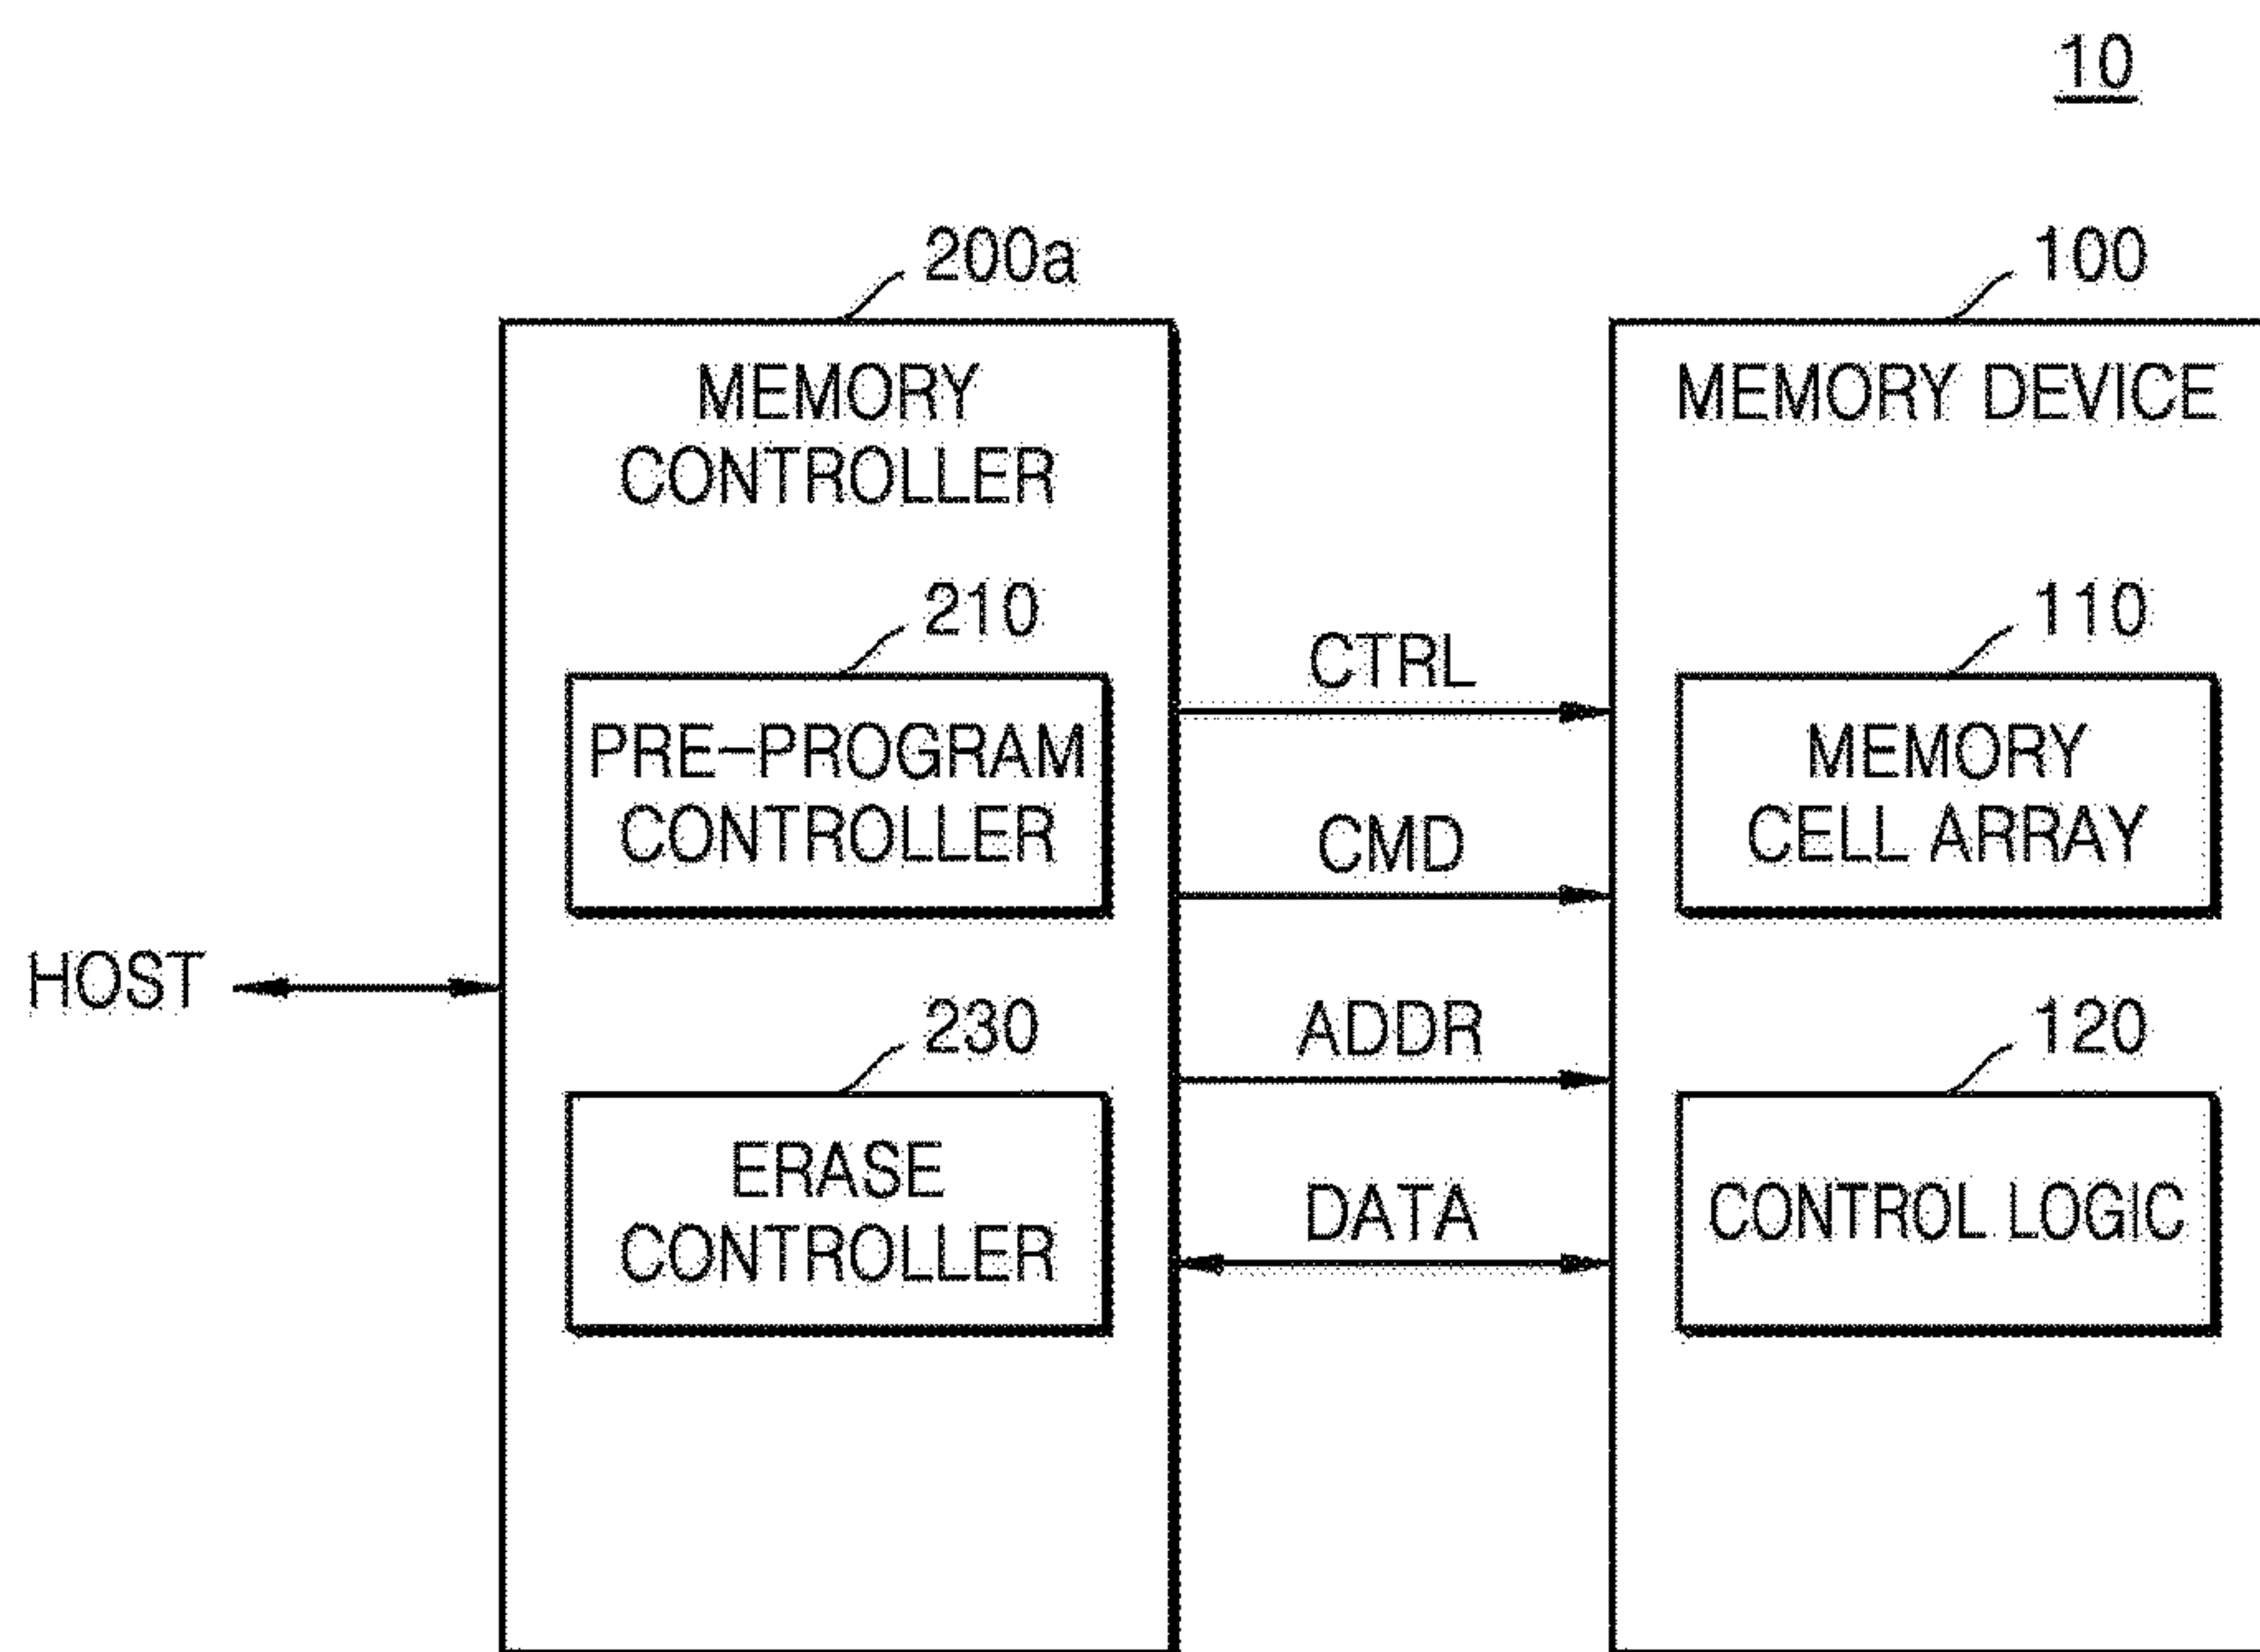 10
200a
100
MEMORY
CONTROLLER
MEMORY DEVICE
210
110
PRE-PROGRAM
CONTROLLER
CTRL
CMD
MEMORY
CELL ARRAY
HOST
230
ADDR
120
ERASE
CONTROLLER
DATA
CONTROL LOGIC